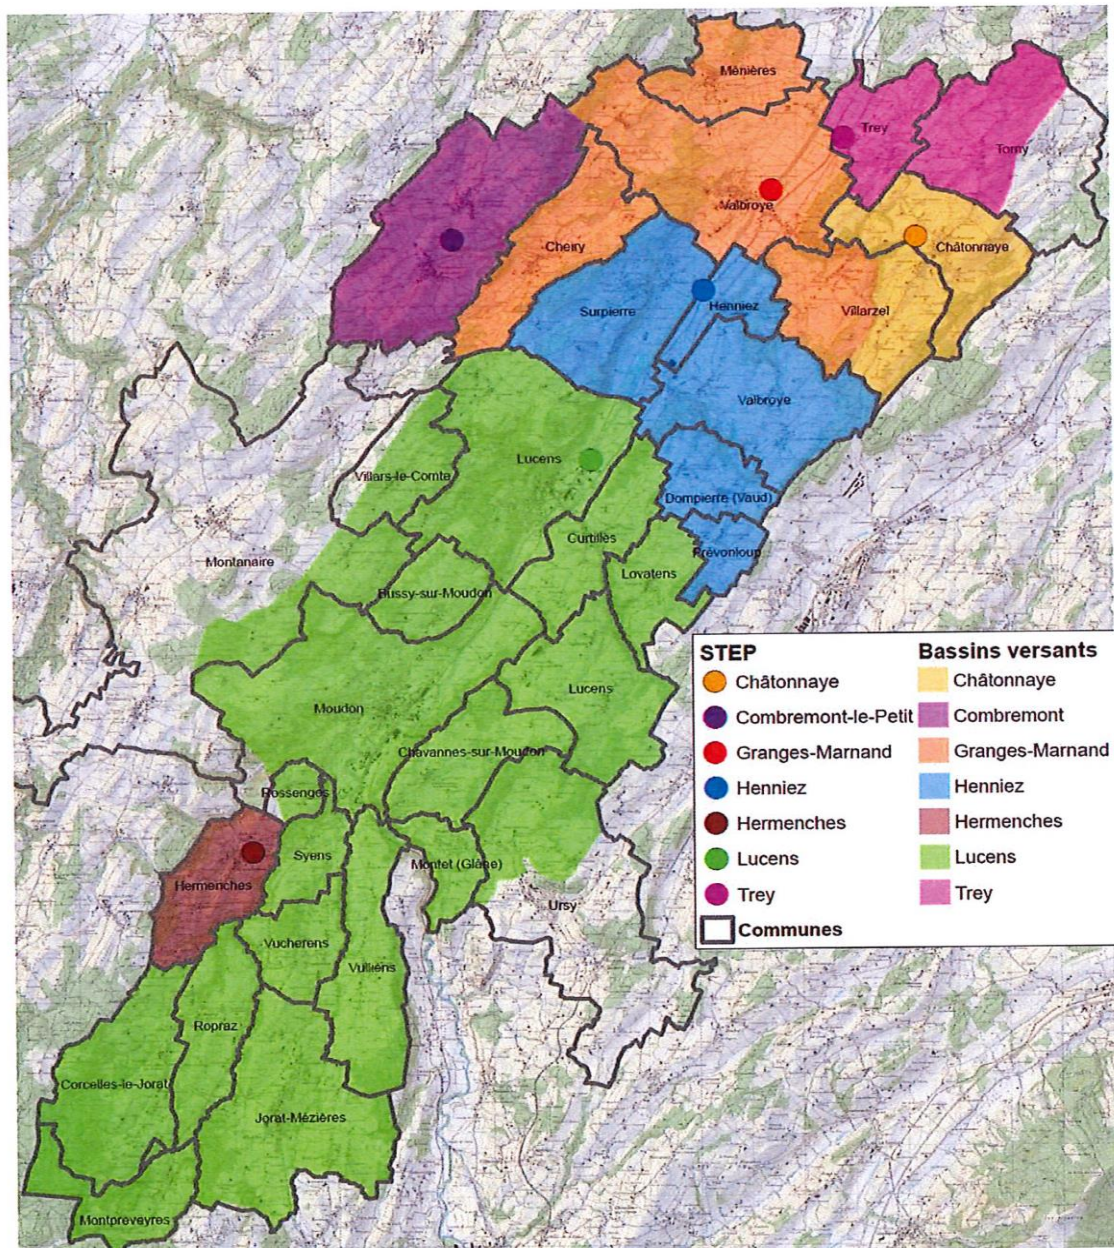 Ménières
Trey
Torny
Valbroye
Châtonnaye
Cheiry
Henniez
Surpierre
Villarzel
Valbroye
Lucens
Villars-le-Comte
Dompierre (Vaud)
Curtilles
Prévonloup
Montanaire
Lovatens
Bussy-sur-Moudon
Lucens
Moudon
Chavannes-sur-Moudon
Rossenges
Syens
Montet (Glâne)
Hermenches
Ursy
Vucherens
Vulliens
Ropraz
Corcelles-le-Jorat
Jorat-Mézières
Montpreveyres
STEP
Châtonnaye
Combremont-le-Petit
Granges-Marnand
Henniez
Hermenches
Lucens
Trey
Communes
Bassins versants
Châtonnaye
Combremont
Granges-Marnand
Henniez
Hermenches
Lucens
Trey